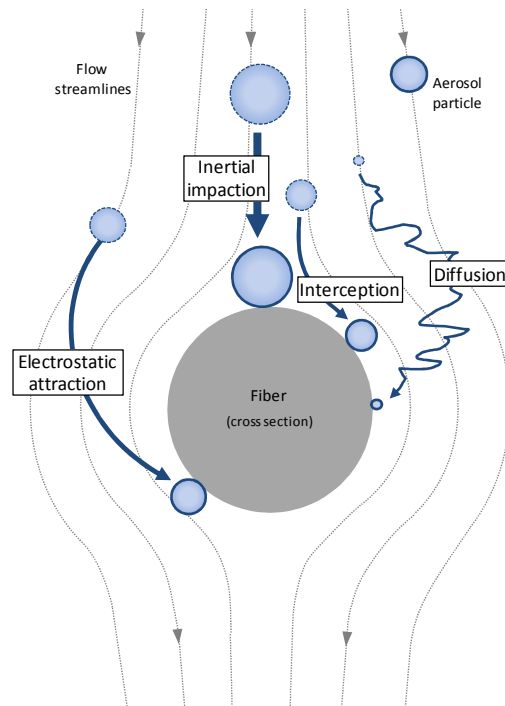 Flow
streamlines
Aerosol
particle
Inertial
impaction
Diffusion
Interception
Electrostatic
attraction
Fiber
(cross section)